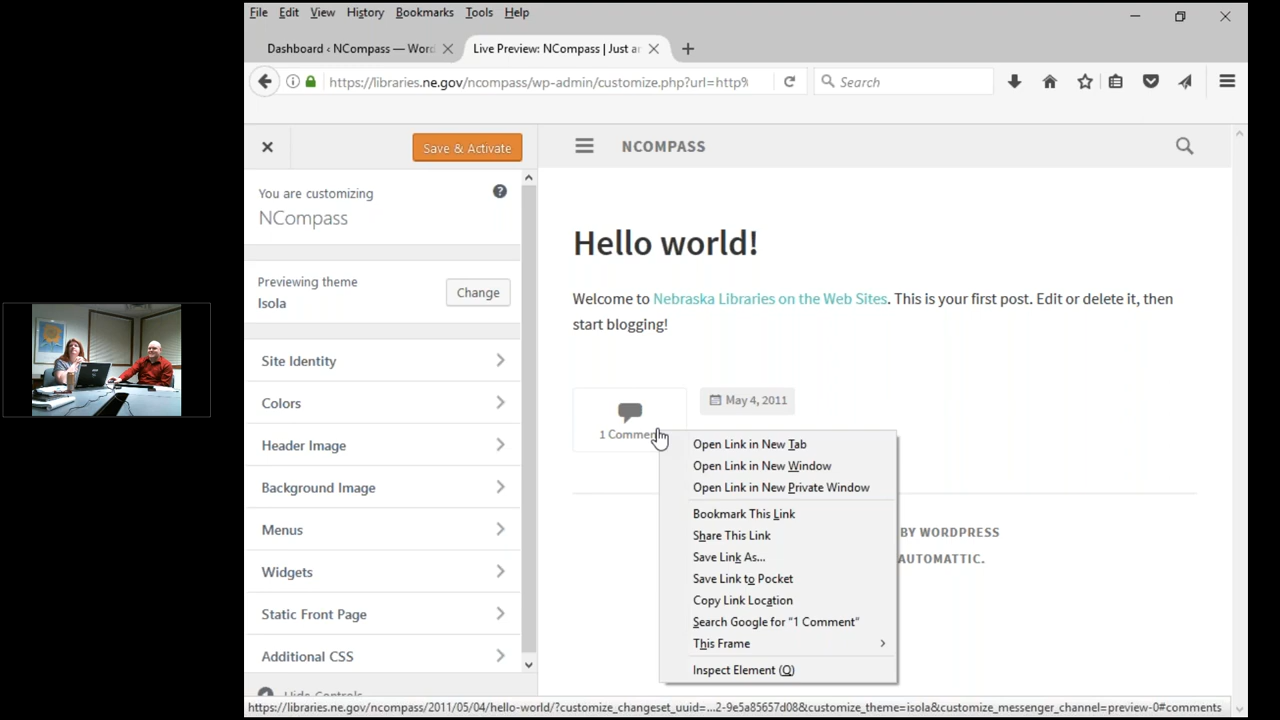 File Edit View History Bookmarks Tools Help
Dashboard ‹ NCompass — Wor
Live Preview: NCompass | Just a
https://libraries.ne.gov/ncompass/wp-admin/customize.php?url=http%
Search
Save & Activate
You are customizing
NCompass
Previewing theme
Isola
Change
Site Identity
Colors
Header Image
Background Image
Menus
Widgets
Static Front Page
Additional CSS
Hide Controls
NCOMPASS
Hello world!
Welcome to Nebraska Libraries on the Web Sites. This is your first post. Edit or delete it, then
start blogging!
1 Commen
May 4, 2011
Open Link in New Tab
Open Link in New Window
Open Link in New Private Window
Bookmark This Link
Share This Link
Save Link As...
Save Link to Pocket
Copy Link Location
Search Google for "1 Comment"
This Frame
Inspect Element (Q)
BY WORDPRESS
AUTOMATTIC.
https://libraries.ne.gov/ncompass/2011/05/04/hello-world/?customize_changeset_uuid=...2-9e5a85657d08&customize_theme=isola&customize_messenger_channel=preview-0#comments